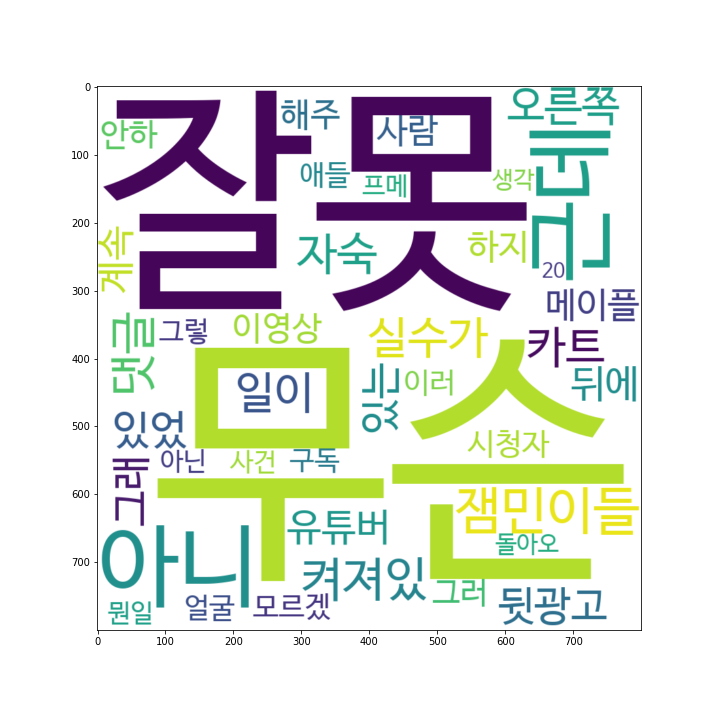 0
100
200
300
400
500
600
700
잘못
해주
사람
오른쪽
안하
애들
프메
생각
근데
계속
자숙
하지
20
메이플
댓글
그렇
이영상
실수가
카트
무슨
일이
있는
이러
뒤에
있었
시청자
그래
아닌
사건
구독
잼민이들
아니
유튜버
돌아오
켜져있
그러
뒷광고
뭔일
얼굴
모르겠
0 100 200 300 400 500 600 700